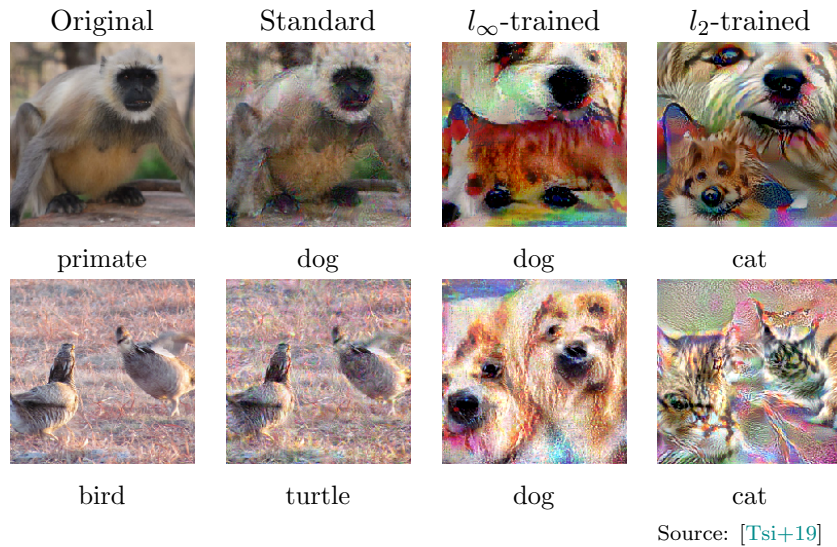 Original Standard l∞-trained l2-trained
primate dog dog cat
bird turtle dog cat
Source: [Tsi+19]